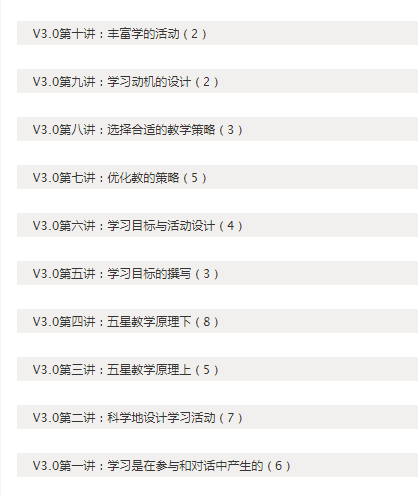 V3.0第十讲：丰富学的活动（2）
V3.0第九讲：学习动机的设计（2）
V3.0第八讲：选择合适的教学策略（3）
V3.0第七讲：优化教的策略（5）
V3.0第六讲：学习目标与活动设计（4）
V3.0第五讲：学习目标的撰写（3）
V3.0第四讲：五星教学原理下（8）
V3.0第三讲：五星教学原理上（5）
V3.0第二讲：科学地设计学习活动（7）
V3.0第一讲：学习是在参与和对话中产生的（6）